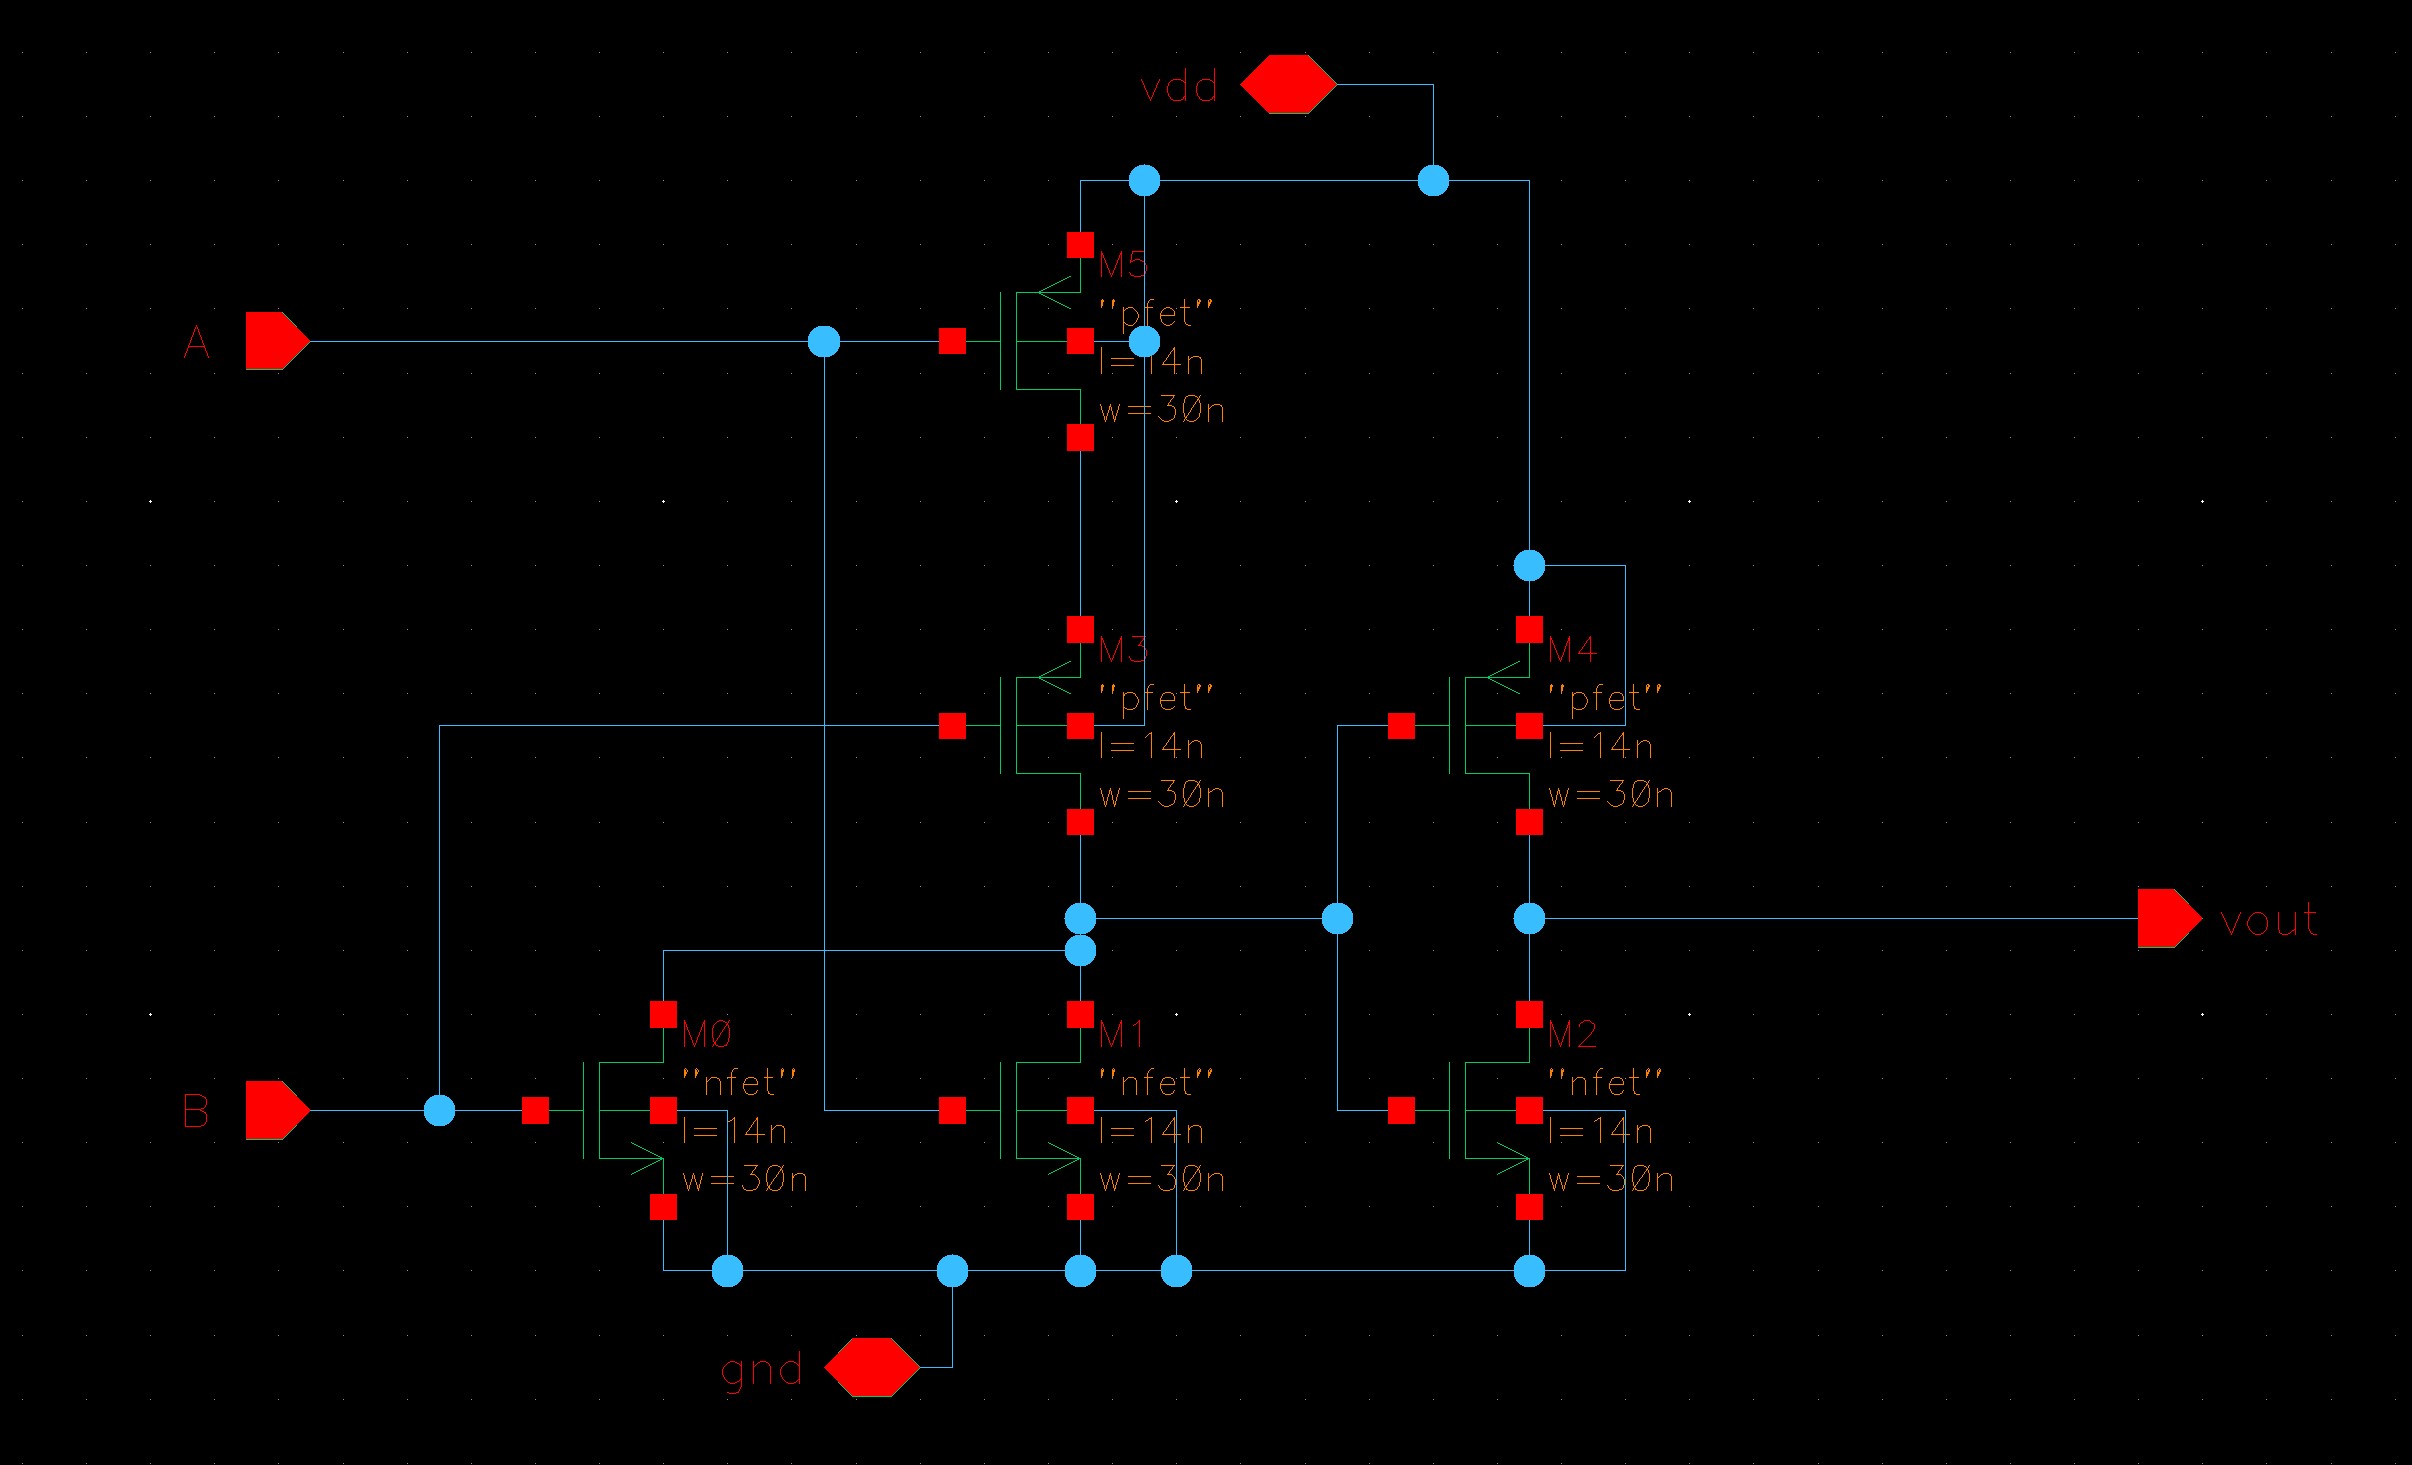 vdd
M5
"pfet"
l=14n
w=30n
A
M3
"pfet"
l=14n
w=30n
M4
"pfet"
l=14n
w=30n
vout
M0
"nfet"
l=14n
w=30n
M1
"nfet"
l=14n
w=30n
M2
"nfet"
l=14n
w=30n
B
gnd